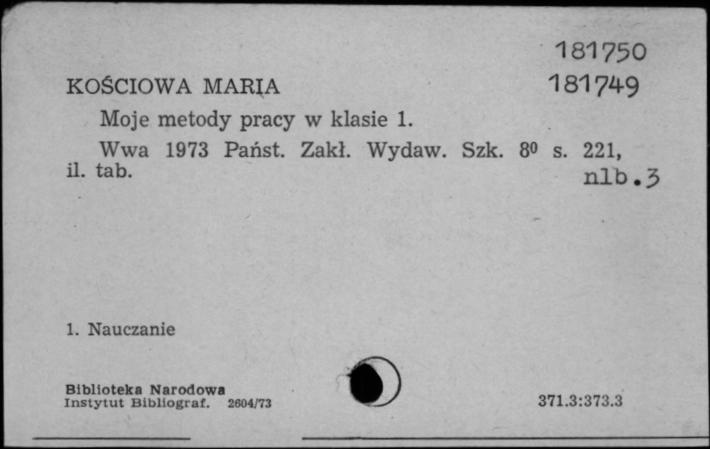 181750
KOŚCIOWA MARIA 181749
Moje metody pracy w klasie 1.
Wwa 1973 Państ. Zakł. Wydaw. Szk. 8⁰ s. 221,
il. tab. nlb.3
1. Nauczanie
Biblioteka Narodowa
Instytut Bibliograf. 2604/73 371.3:373.3